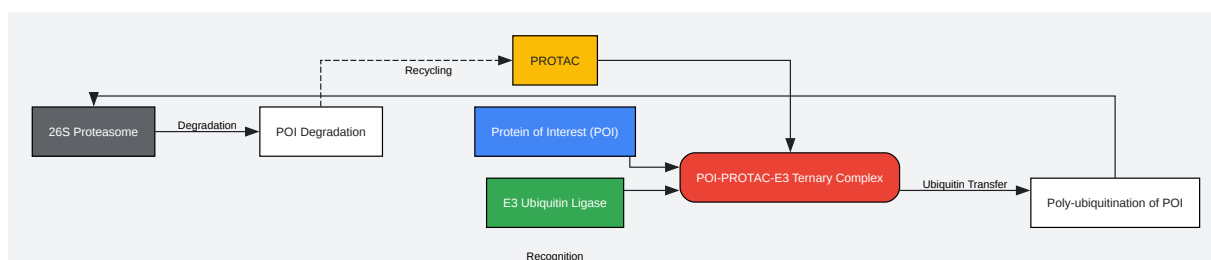 PROTAC
Recycling
26S Proteasome
Degradation
POI Degradation
Protein of Interest (POI)
POI-PROTAC-E3 Ternary Complex
E3 Ubiquitin Ligase
Ubiquitin Transfer
Poly-ubiquitination of POI
Recognition